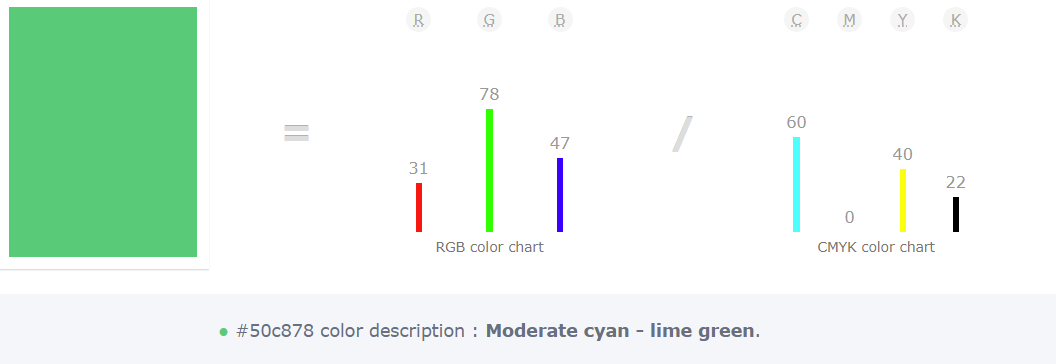 R G B C M Y K
78
60
47
40
31
22
0
= /
RGB color chart CMYK color chart
#50c878 color description : Moderate cyan - lime green.